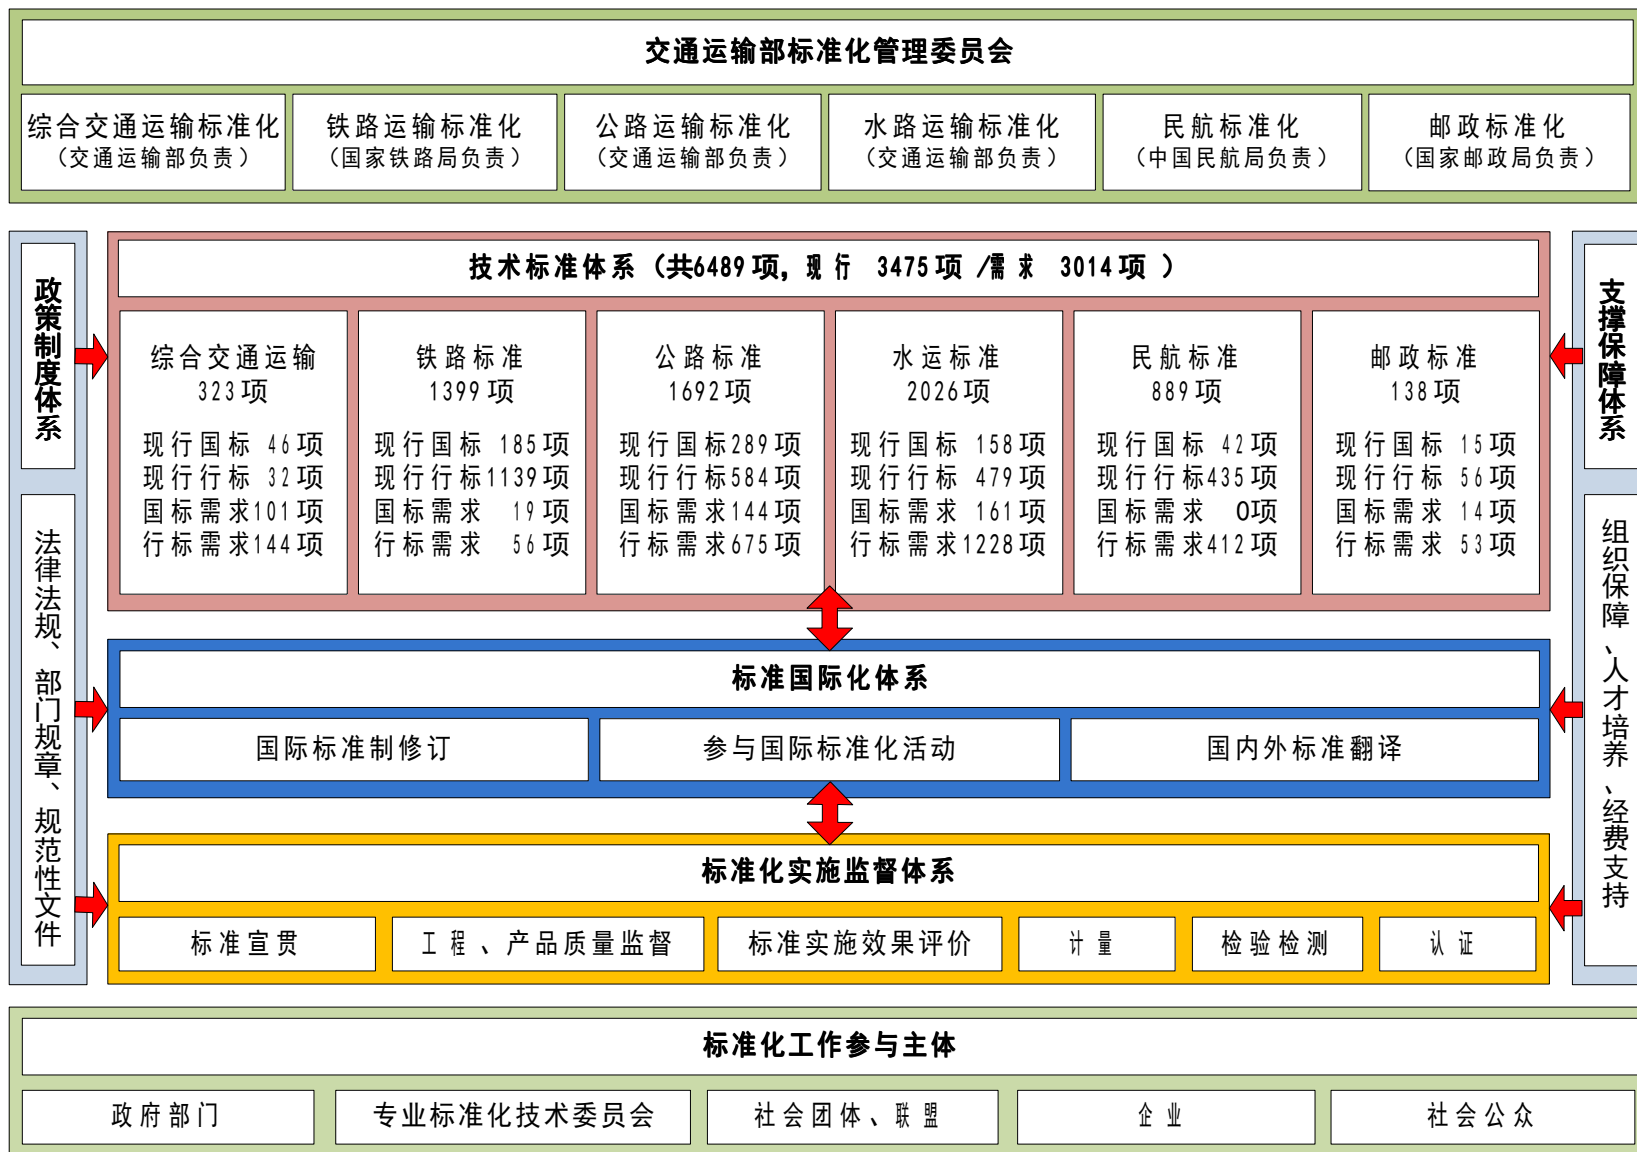 交通运输部标准化管理委员会
综合交通运输标准化
（交通运输部负责）
铁路运输标准化
（国家铁路局负责）
公路运输标准化
（交通运输部负责）
水路运输标准化
（交通运输部负责）
民航标准化
（中国民航局负责）
邮政标准化
（国家邮政局负责）
政策制度体系
法律法规、部门规章、规范性文件
技术标准体系（共6489项，现行 3475项 /需求 3014项 ）
综合交通运输
323项
现行国标 46项
现行行标 32项
国标需求101项
行标需求144项
铁路标准
1399项
现行国标 185项
现行行标1139项
国标需求 19项
行标需求 56项
公路标准
1692项
现行国标289项
现行行标584项
国标需求144项
行标需求675项
水运标准
2026项
现行国标 158项
现行行标 479项
国标需求 161项
行标需求1228项
民航标准
889项
现行国标 42项
现行行标435项
国标需求 0项
行标需求412项
邮政标准
138项
现行国标 15项
现行行标 56项
国标需求 14项
行标需求 53项
标准国际化体系
国际标准制修订
参与国际标准化活动
国内外标准翻译
标准化实施监督体系
标准宣贯
工程、产品质量监督
标准实施效果评价
计量
检验检测
认证
支撑保障体系
组织保障、人才培养、经费支持
标准化工作参与主体
政府部门
专业标准化技术委员会
社会团体、联盟
企业
社会公众